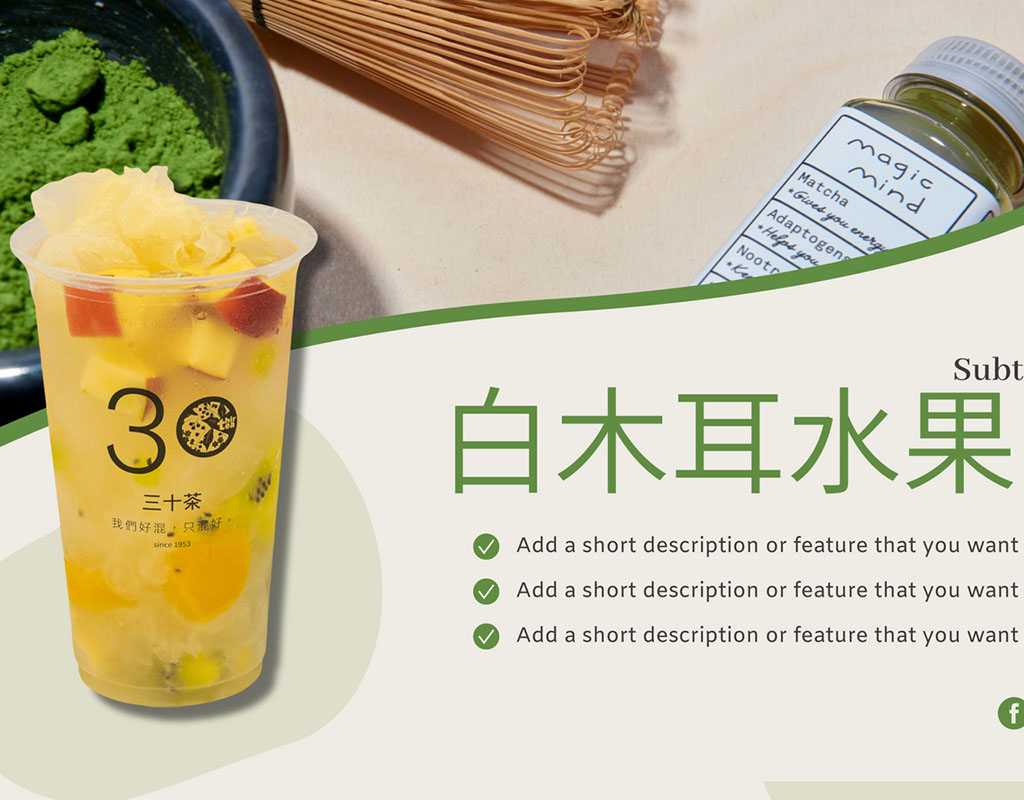 magic
mind
Matcha
*Gives you energy
Adaptogens
*Helps you
Nootr
Subt
白木耳水果
Add a short description or feature that you want
Add a short description or feature that you want
Add a short description or feature that you want
30
三十茶
我們好混，只混好
since 1953
f